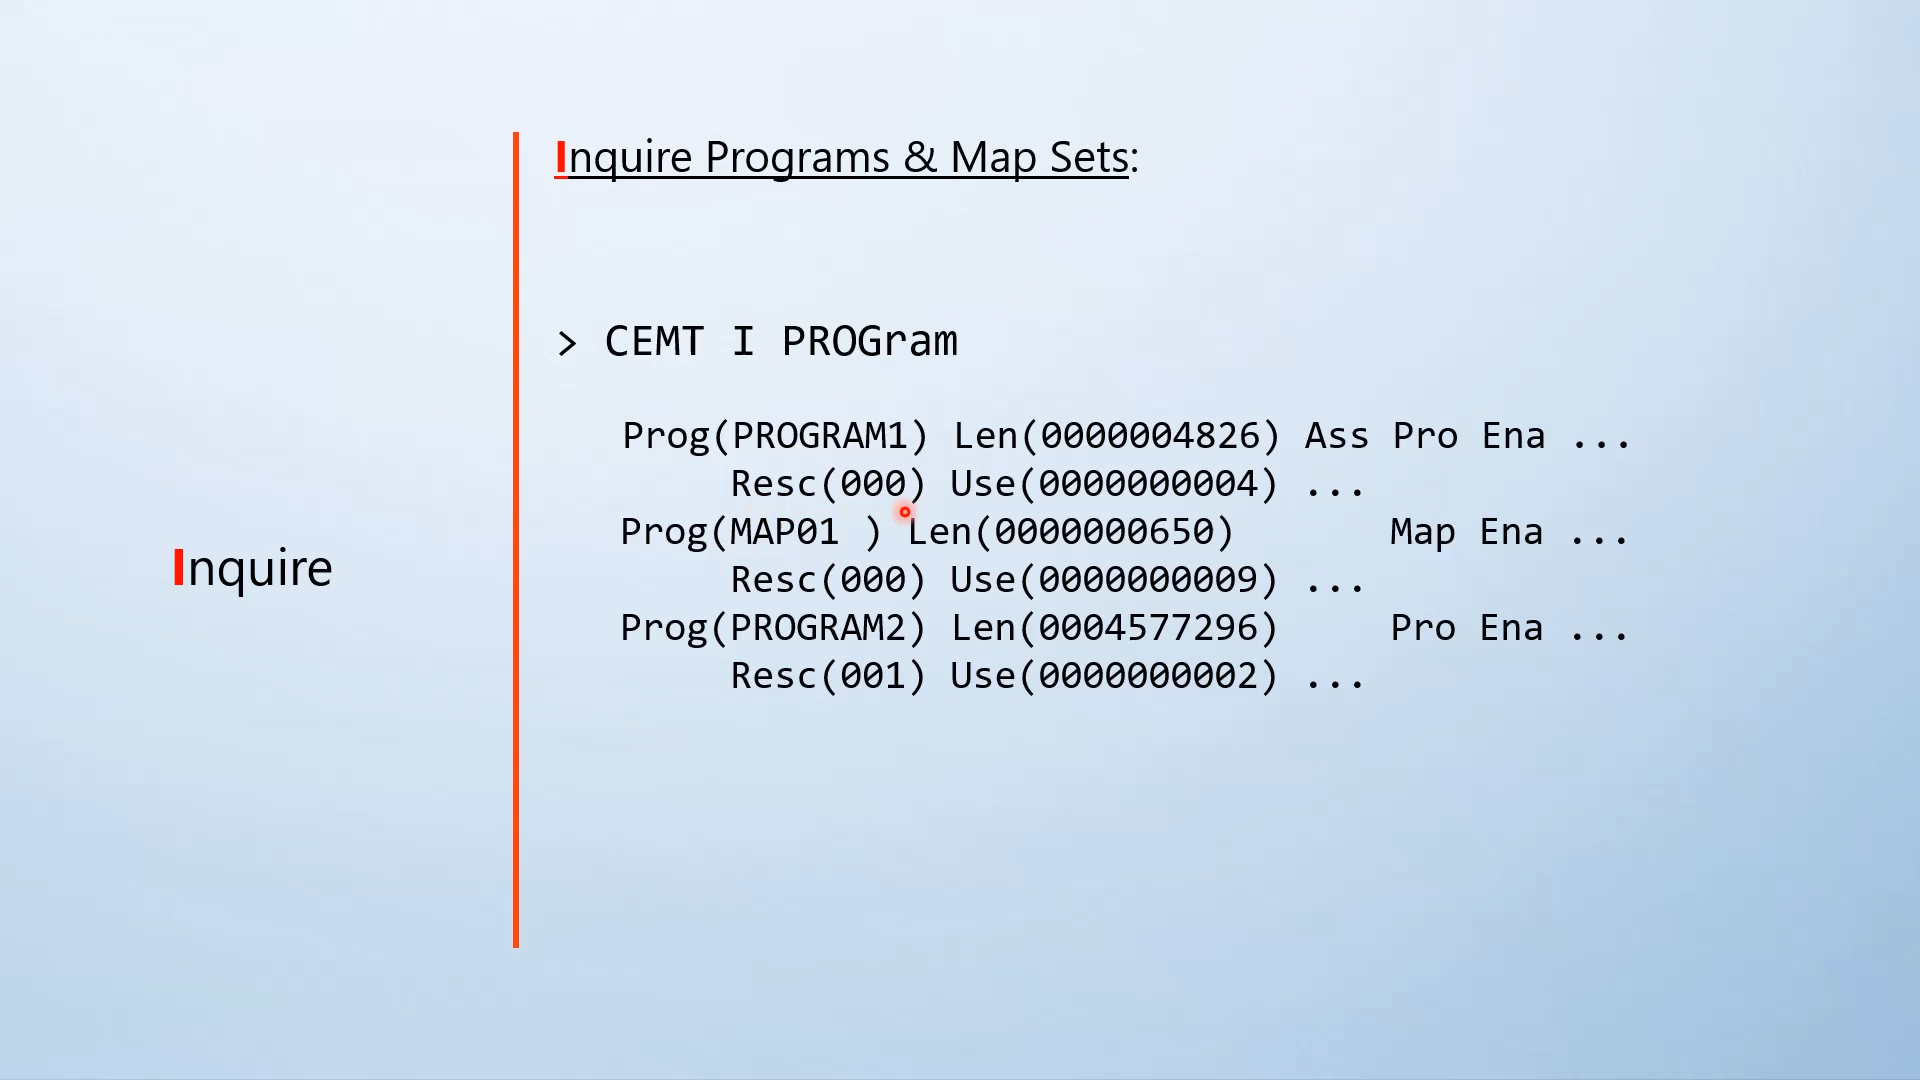 Inquire Programs & Map Sets:
> CEMT I PROGram
Prog(PROGRAM1) Len(0000004826) Ass Pro Ena ...
Resc(000) Use(0000000004) ...
Prog(MAP01 ) Len(0000000650) Map Ena ...
Resc(000) Use(0000000009) ...
Prog(PROGRAM2) Len(0004577296) Pro Ena ...
Resc(001) Use(0000000002) ...
Inquire